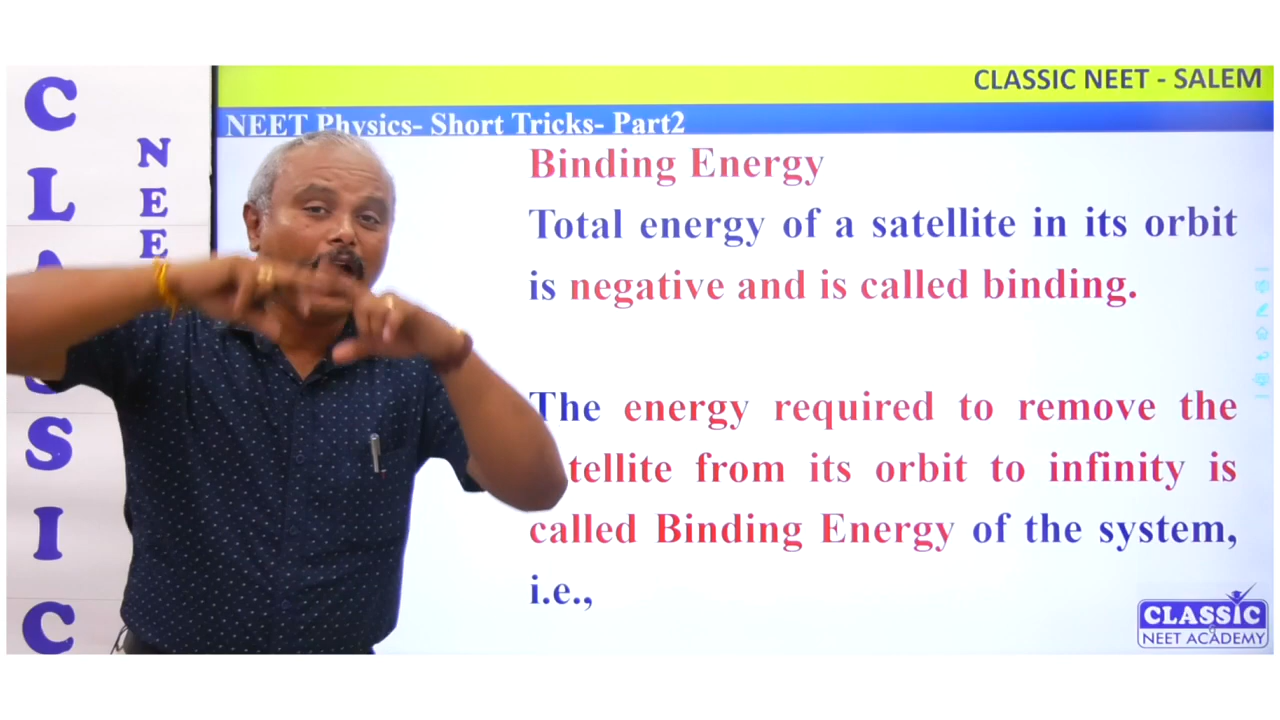 CLASSIC NEET - SALEM
NEET Physics- Short Tricks- Part2
Binding Energy
Total energy of a satellite in its orbit
is negative and is called binding.
The energy required to remove the
tellite from its orbit to infinity is
called Binding Energy of the system,
i.e.,
C
L
S
I
C
N
E
E
CLASSIC
NEET ACADEMY